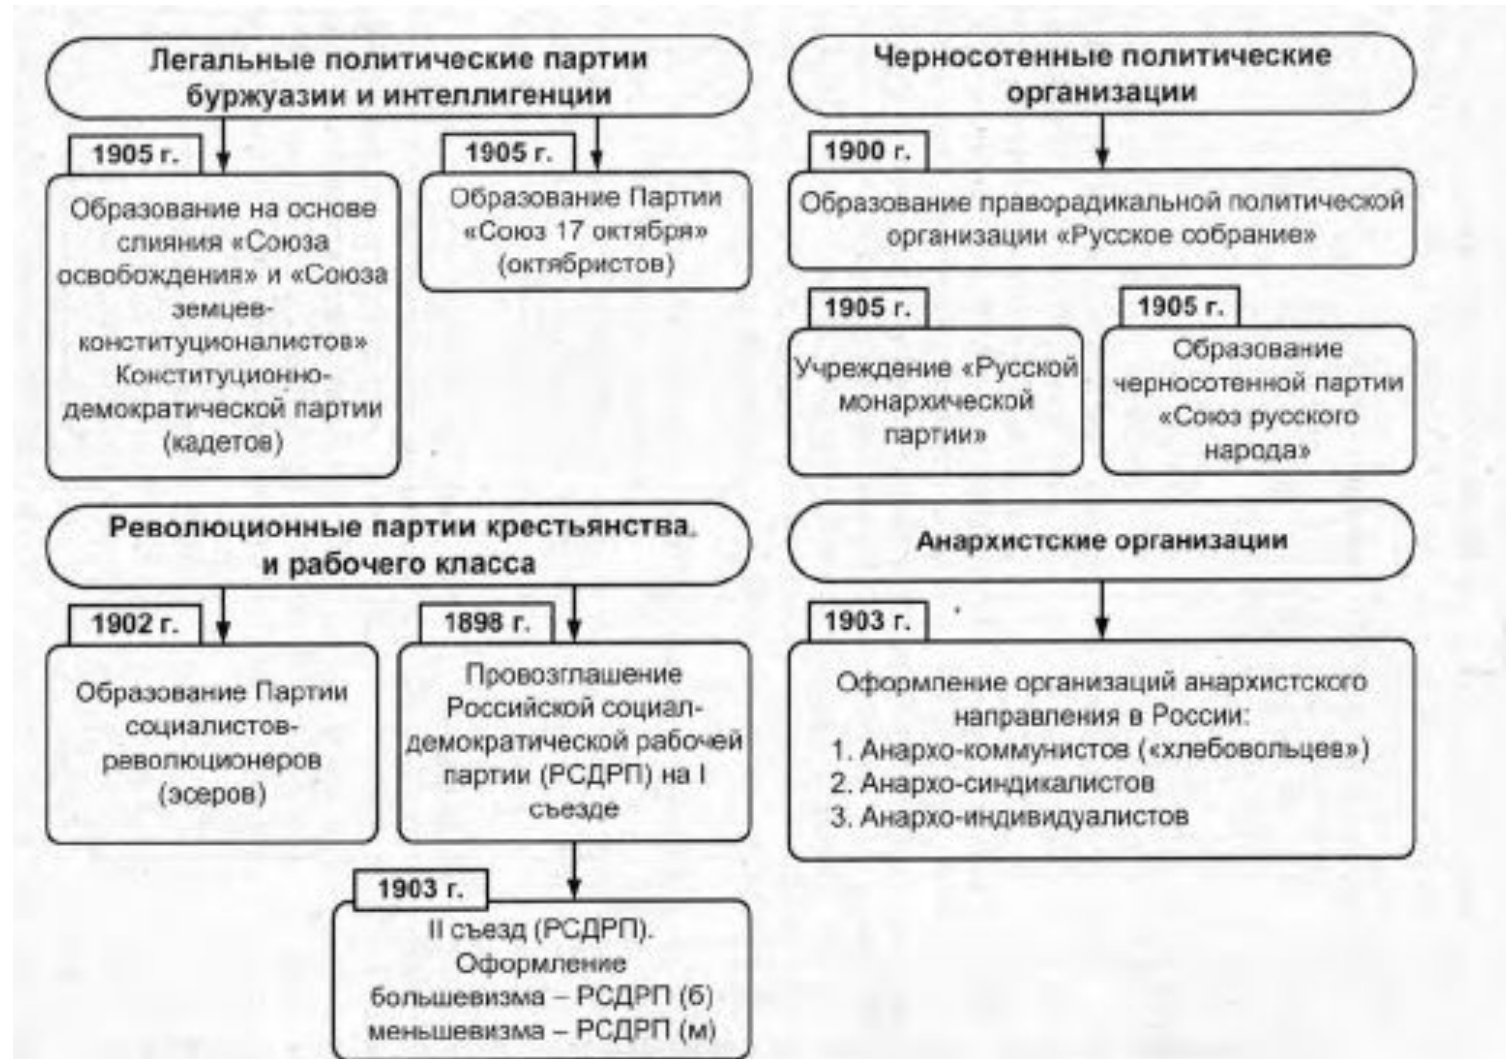 Легальные политические партии
буржуазии и интеллигенции
1905 г.
Образование на основе
слияния «Союза
освобождения» и «Союза
земцев-
конституционалистов»
Конституционно-
демократической партии
(кадетов)
1905 г.
Образование Партии
«Союз 17 октября»
(октябристов)
Черносотенные политические
организации
1900 г.
Образование праворадикальной политической
организации «Русское собрание»
1905 г.
Учреждение «Русской
монархической
партии»
1905 г.
Образование
черносотенной партии
«Союз русского
народа»
Революционные партии крестьянства
и рабочего класса
1902 г.
Образование Партии
социалистов-
революционеров
(эсеров)
1898 г.
Провозглашение
Российской социал-
демократической рабочей
партии (РСДРП) на I
съезде
1903 г.
II съезд (РСДРП).
Оформление
большевизма – РСДРП (б)
меньшевизма – РСДРП (м)
Анархистские организации
1903 г.
Оформление организаций анархистского
направления в России:
1. Анархо-коммунистов («хлебовольцев»)
2. Анархо-синдикалистов
3. Анархо-индивидуалистов